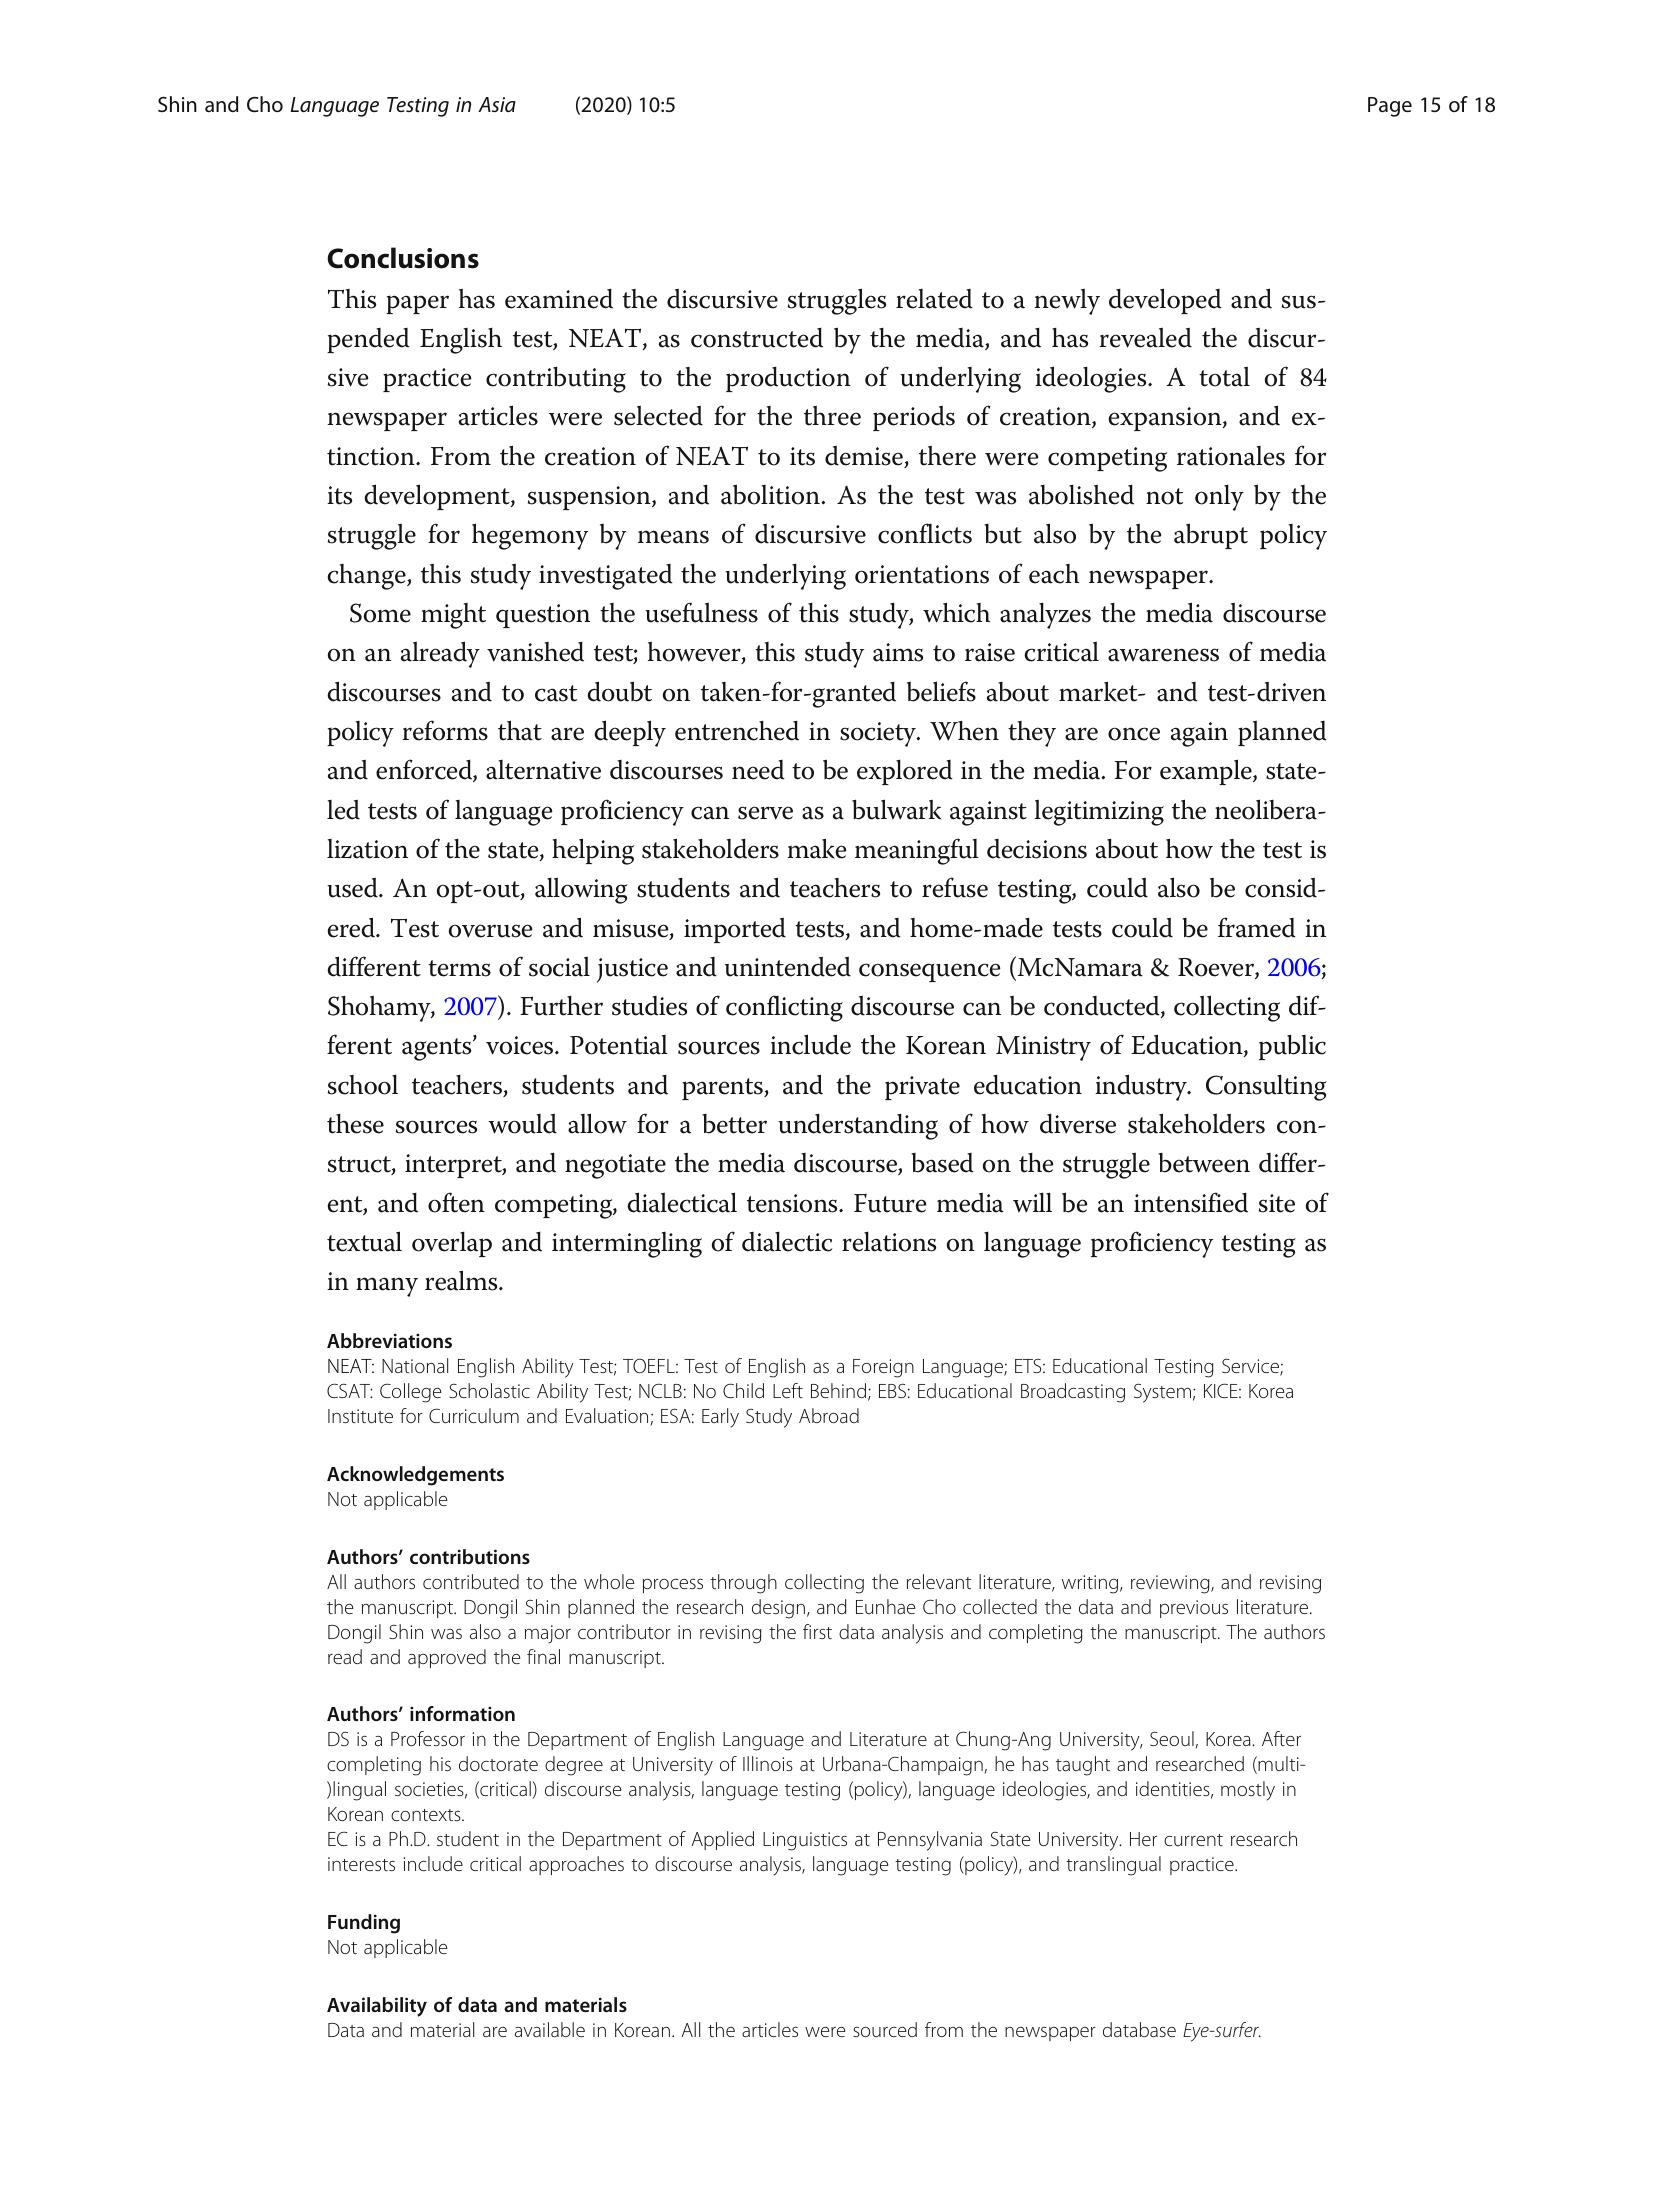 Shin and Cho Language Testing in Asia (2020) 10:5 Page 15 of 18
Conclusions
This paper has examined the discursive struggles related to a newly developed and sus-
pended English test, NEAT, as constructed by the media, and has revealed the discur-
sive practice contributing to the production of underlying ideologies. A total of 84
newspaper articles were selected for the three periods of creation, expansion, and ex-
tinction. From the creation of NEAT to its demise, there were competing rationales for
its development, suspension, and abolition. As the test was abolished not only by the
struggle for hegemony by means of discursive conflicts but also by the abrupt policy
change, this study investigated the underlying orientations of each newspaper.
Some might question the usefulness of this study, which analyzes the media discourse
on an already vanished test; however, this study aims to raise critical awareness of media
discourses and to cast doubt on taken-for-granted beliefs about market- and test-driven
policy reforms that are deeply entrenched in society. When they are once again planned
and enforced, alternative discourses need to be explored in the media. For example, state-
led tests of language proficiency can serve as a bulwark against legitimizing the neolibera-
lization of the state, helping stakeholders make meaningful decisions about how the test is
used. An opt-out, allowing students and teachers to refuse testing, could also be consid-
ered. Test overuse and misuse, imported tests, and home-made tests could be framed in
different terms of social justice and unintended consequence (McNamara & Roever, 2006;
Shohamy, 2007). Further studies of conflicting discourse can be conducted, collecting dif-
ferent agents’ voices. Potential sources include the Korean Ministry of Education, public
school teachers, students and parents, and the private education industry. Consulting
these sources would allow for a better understanding of how diverse stakeholders con-
struct, interpret, and negotiate the media discourse, based on the struggle between differ-
ent, and often competing, dialectical tensions. Future media will be an intensified site of
textual overlap and intermingling of dialectic relations on language proficiency testing as
in many realms.
Abbreviations
NEAT: National English Ability Test; TOEFL: Test of English as a Foreign Language; ETS: Educational Testing Service;
CSAT: College Scholastic Ability Test; NCLB: No Child Left Behind; EBS: Educational Broadcasting System; KICE: Korea
Institute for Curriculum and Evaluation; ESA: Early Study Abroad
Acknowledgements
Not applicable
Authors’ contributions
All authors contributed to the whole process through collecting the relevant literature, writing, reviewing, and revising
the manuscript. Dongil Shin planned the research design, and Eunhae Cho collected the data and previous literature.
Dongil Shin was also a major contributor in revising the first data analysis and completing the manuscript. The authors
read and approved the final manuscript.
Authors’ information
DS is a Professor in the Department of English Language and Literature at Chung-Ang University, Seoul, Korea. After
completing his doctorate degree at University of Illinois at Urbana-Champaign, he has taught and researched (multi-
)lingual societies, (critical) discourse analysis, language testing (policy), language ideologies, and identities, mostly in
Korean contexts.
EC is a Ph.D. student in the Department of Applied Linguistics at Pennsylvania State University. Her current research
interests include critical approaches to discourse analysis, language testing (policy), and translingual practice.
Funding
Not applicable
Availability of data and materials
Data and material are available in Korean. All the articles were sourced from the newspaper database Eye-surfer.